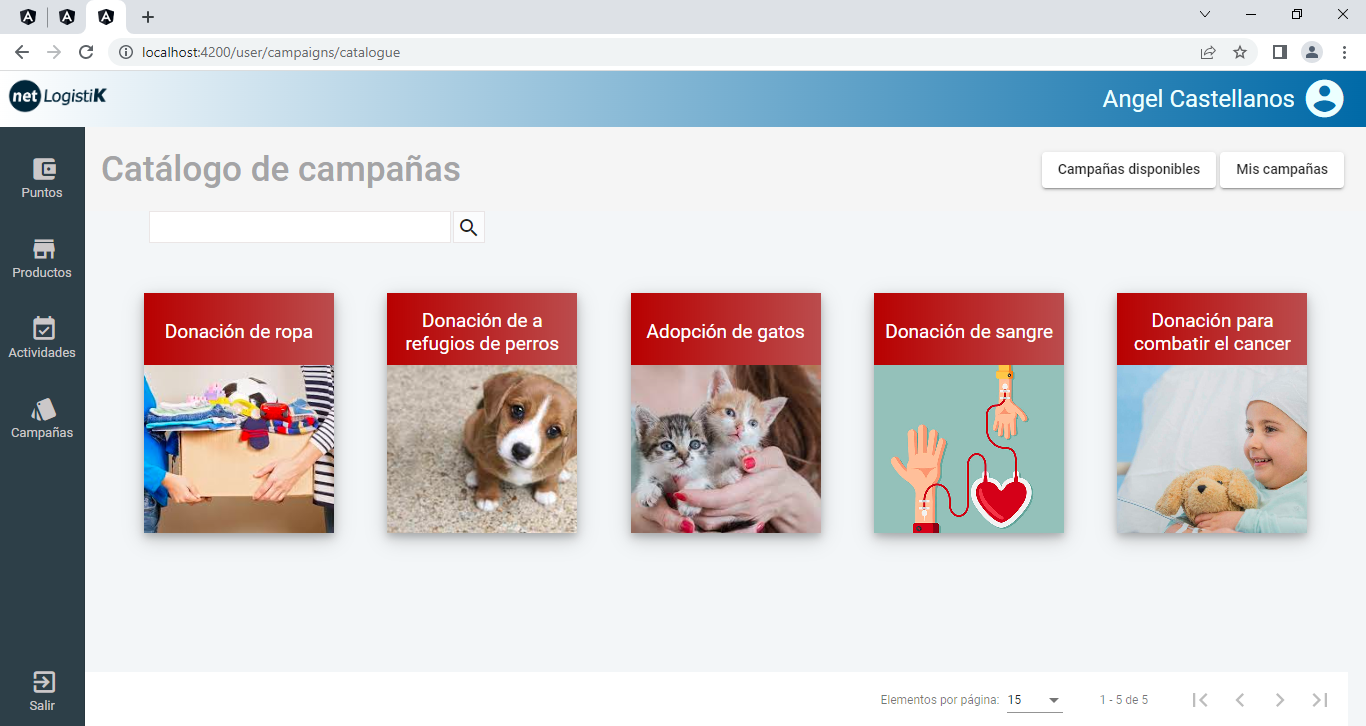 localhost:4200/user/campaigns/catalogue
net LogistiK
Angel Castellanos
Catálogo de campañas
Campañas disponibles
Mis campañas
Puntos
Productos
Actividades
Campañas
Salir
Donación de ropa
Donación de a
refugios de perros
Adopción de gatos
Donación de sangre
Donación para
combatir el cancer
Elementos por página: 15
1 - 5 de 5